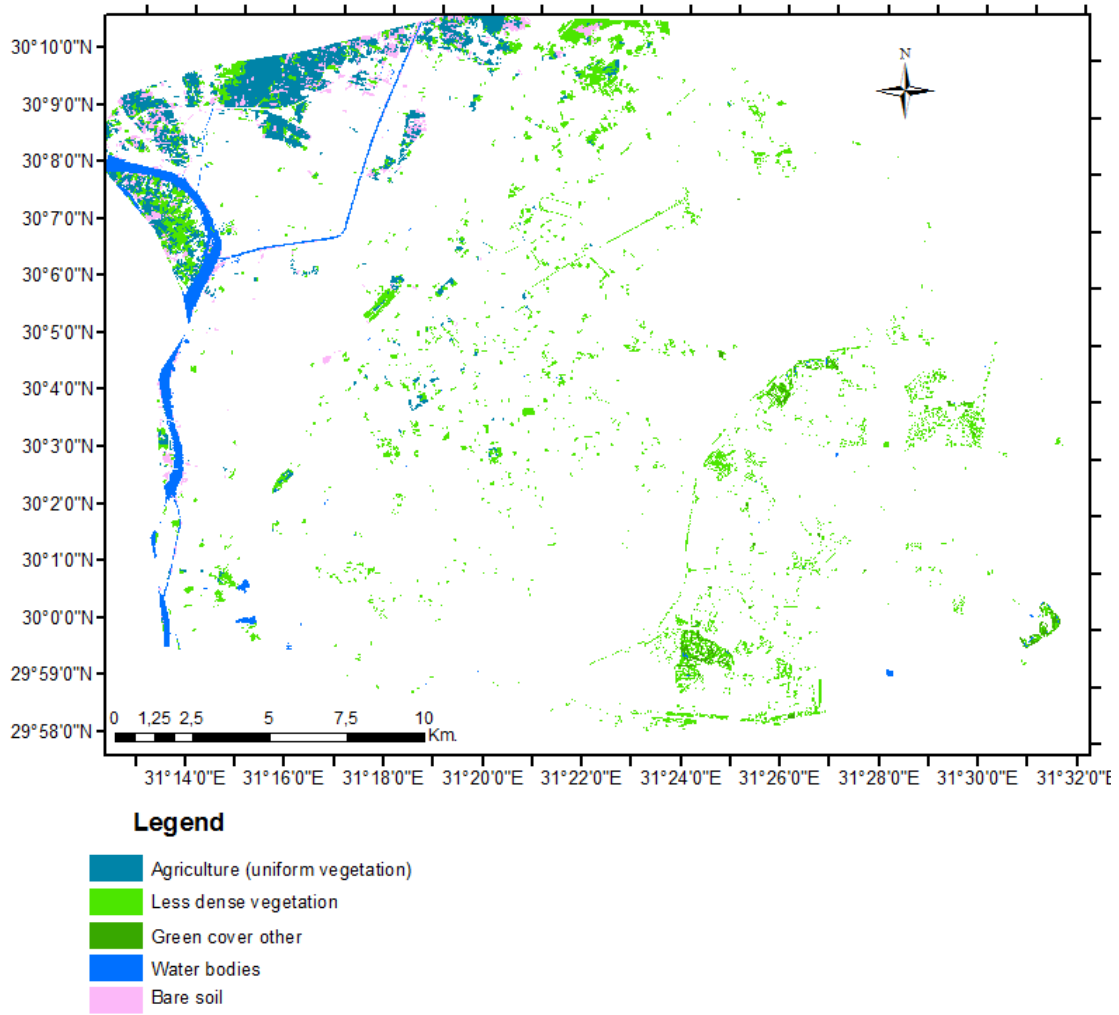 N
30°10'0"N
30°9'0"N
30°8'0"N
30°7'0"N
30°6'0"N
30°5'0"N
30°4'0"N
30°3'0"N
30°2'0"N
30°1'0"N
30°0'0"N
29°59'0"N
29°58'0"N
0 1,25 2,5 5 7,5 10
Km.
31°14'0"E 31°16'0"E 31°18'0"E 31°20'0"E 31°22'0"E 31°24'0"E 31°26'0"E 31°28'0"E 31°30'0"E 31°32'0"E
Legend
Agriculture (uniform vegetation)
Less dense vegetation
Green cover other
Water bodies
Bare soil